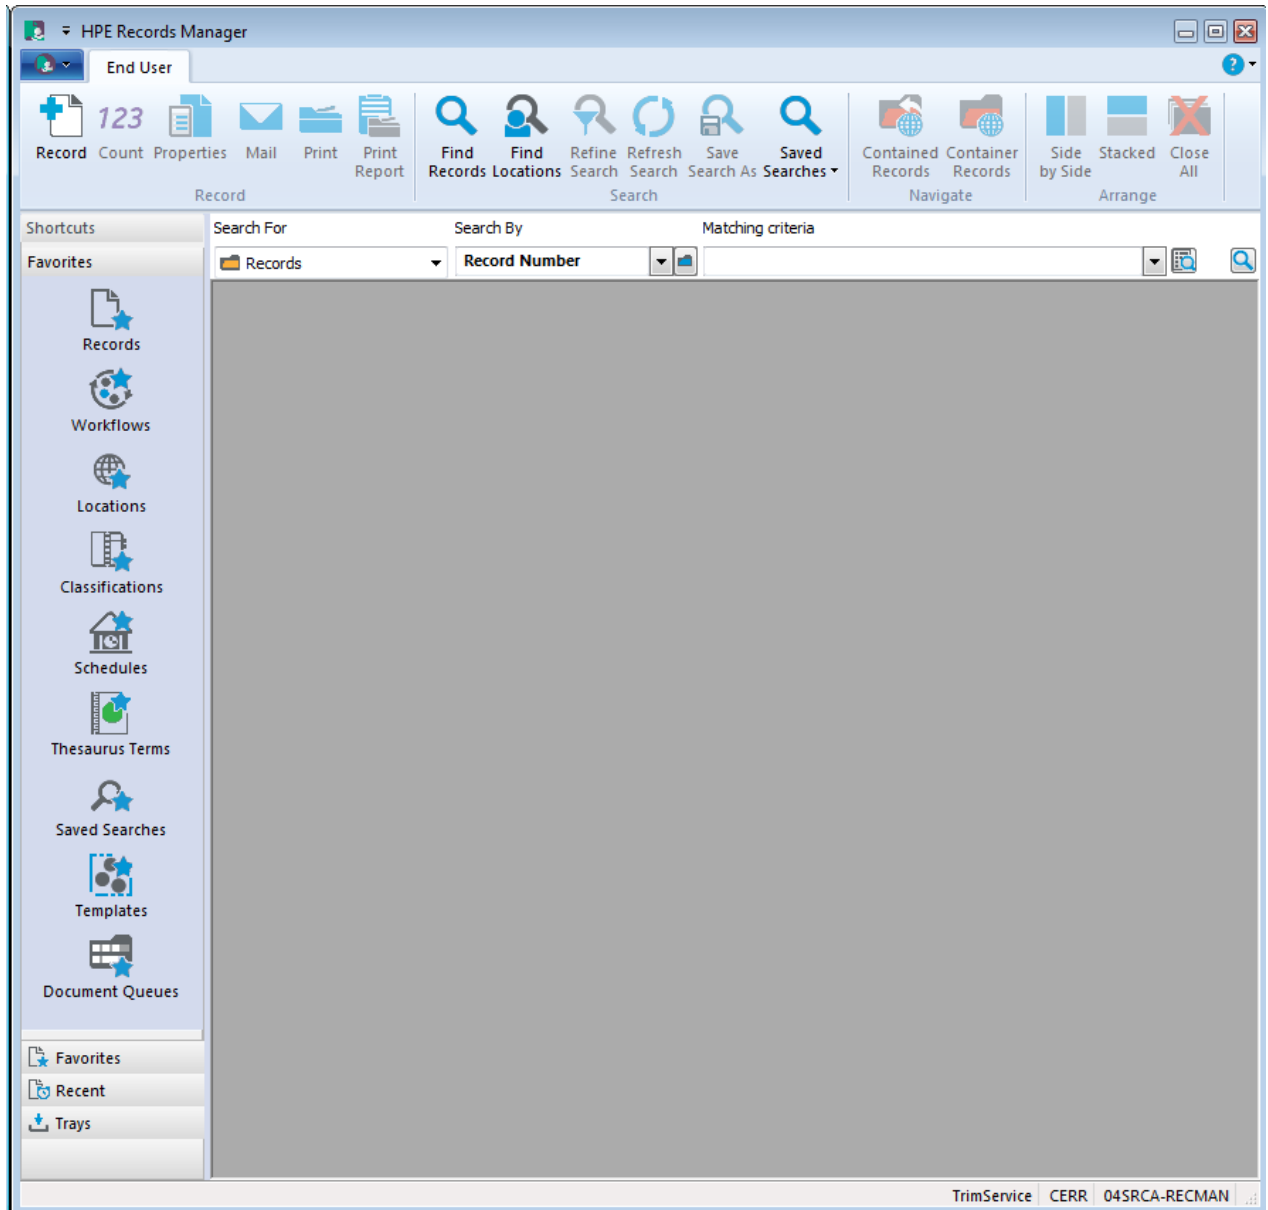 HPE Records Manager
End User
Record Count Properties Mail Print Print Report Find Records Find Locations Refine Search Refresh Search Save Search As Saved Searches Contained Records Container Records Side by Side Stacked Close All
123
Record Search Navigate Arrange
Shortcuts Search For Search By Matching criteria
Favorites Records Record Number
Records
Workflows
Locations
Classifications
Schedules
Thesaurus Terms
Saved Searches
Templates
Document Queues
Favorites
Recent
Trays
TrimService CERR 04SRCA-RECMAN